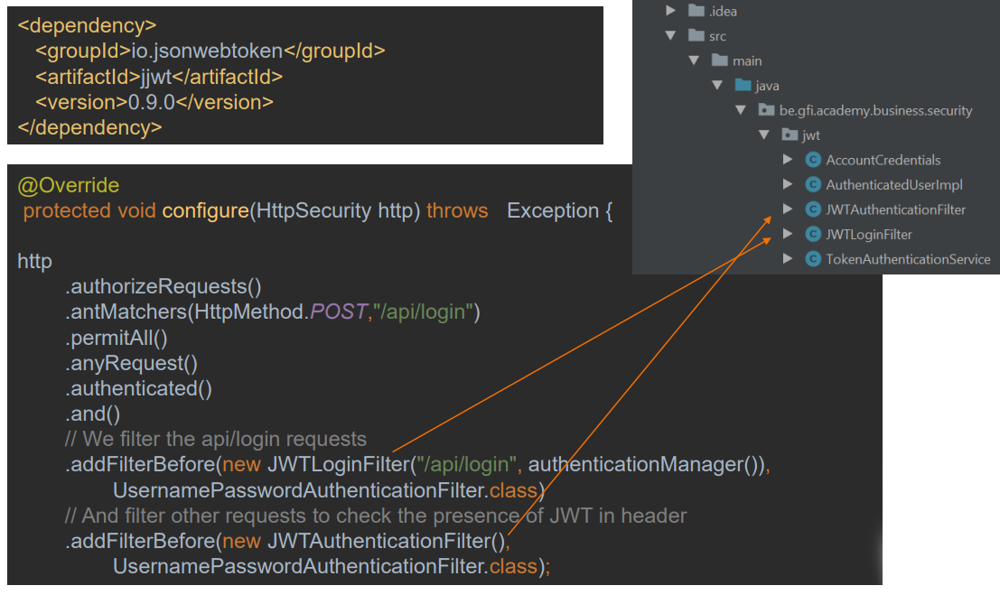 <dependency>
<groupId>io.jsonwebtoken</groupId>
<artifactId>jjwt</artifactId>
<version>0.9.0</version>
</dependency>
.idea
src
main
java
be.gfi.academy.business.security
jwt
AccountCredentials
AuthenticatedUserImpl
JWTAuthenticationFilter
JWTLoginFilter
TokenAuthenticationService
@Override
protected void configure(HttpSecurity http) throws Exception {
http
.authorizeRequests()
.antMatchers(HttpMethod.POST,"/api/login")
.permitAll()
.anyRequest()
.authenticated()
.and()
// We filter the api/login requests
.addFilterBefore(new JWTLoginFilter("/api/login", authenticationManager()),
UsernamePasswordAuthenticationFilter.class)
// And filter other requests to check the presence of JWT in header
.addFilterBefore(new JWTAuthenticationFilter(),
UsernamePasswordAuthenticationFilter.class);